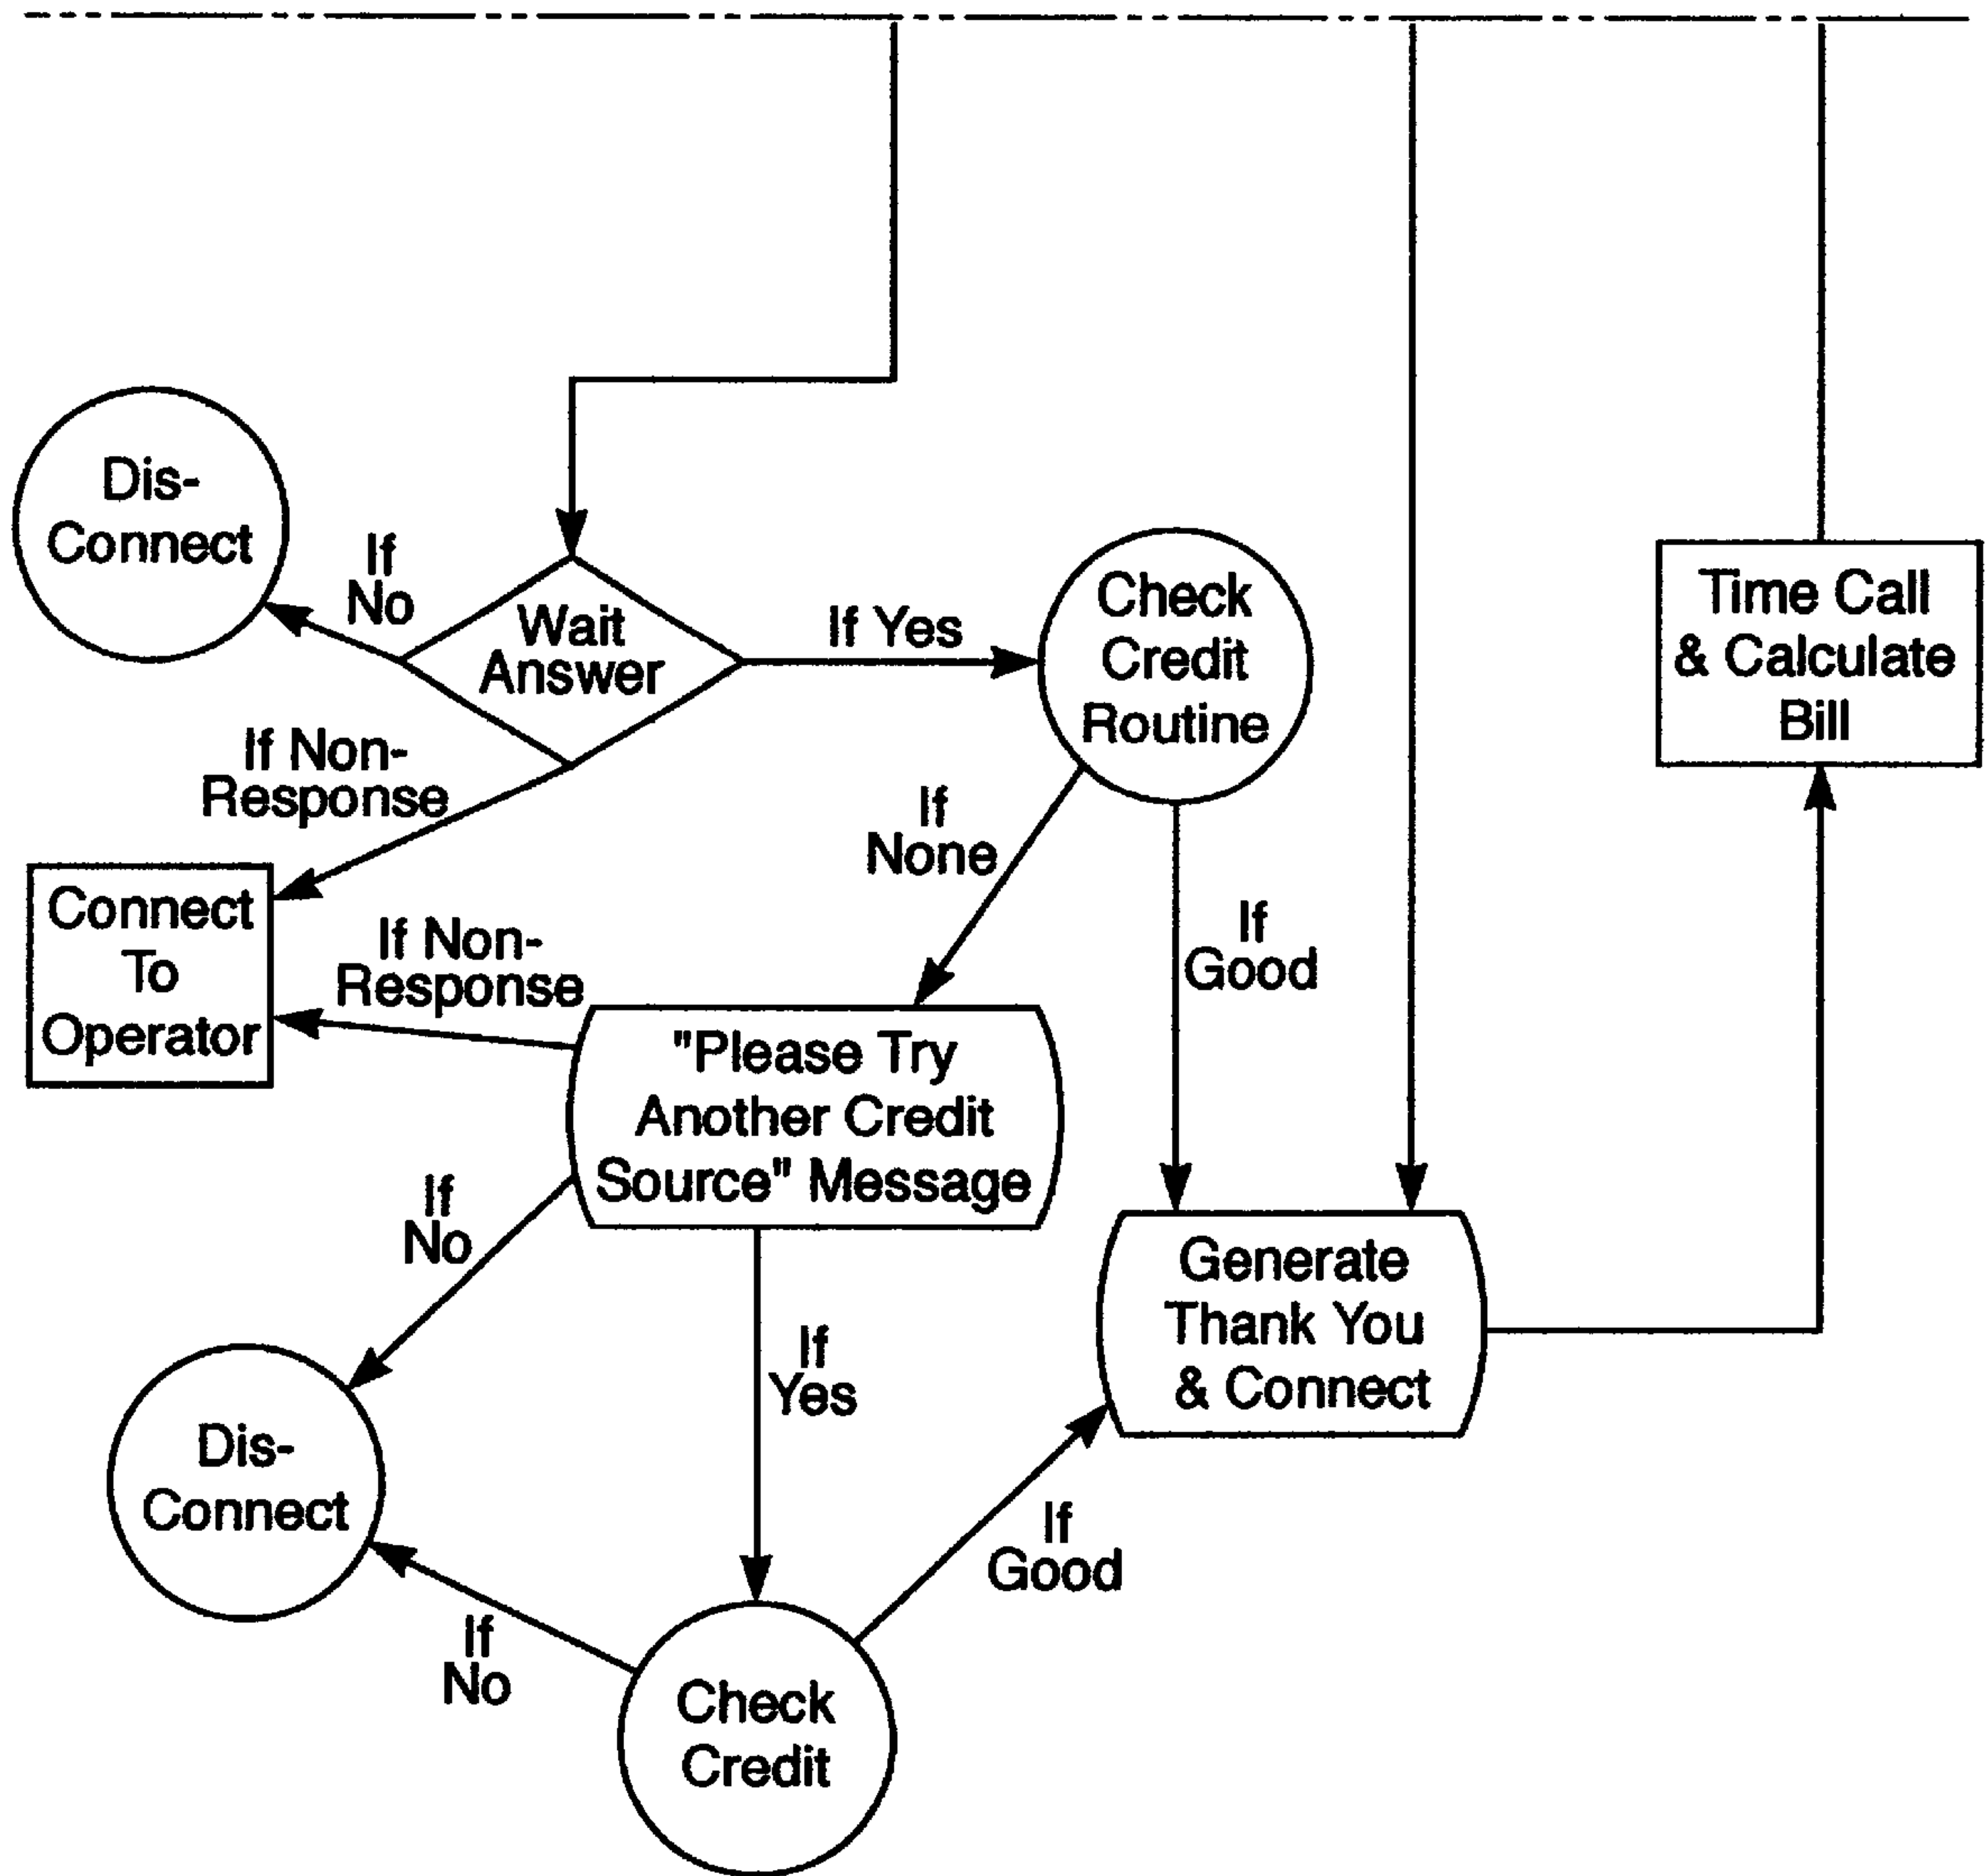 Dis-
Connect
If
No
Wait
Answer
If Yes
Check
Credit
Routine
Time Call
& Calculate
Bill
If Non-
Response
If
None
If
Good
Connect
To
Operator
If Non-
Response
"Please Try
Another Credit
Source" Message
If
No
If
Yes
Generate
Thank You
& Connect
Dis-
Connect
If
No
If
Good
Check
Credit